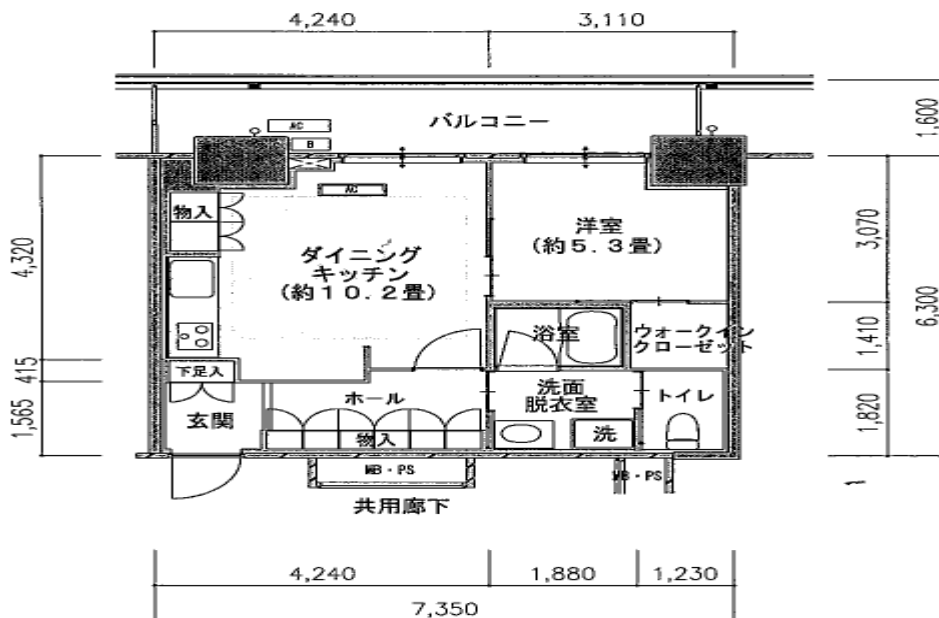 4,240
3,110
AC
バルコニー
B
1,600
AC
物入
洋室
(約5.3畳)
3,070
ダイニング
キッチン
(約10.2畳)
4,320
6,300
浴室
ウォークイン
クローゼット
1,410
415
下足入
ホール
洗面
脱衣室
トイレ
玄関
1,565
1,820
物入
洗
MB・PS
MB・PS
共用廊下
4,240
1,880
1,230
7,350